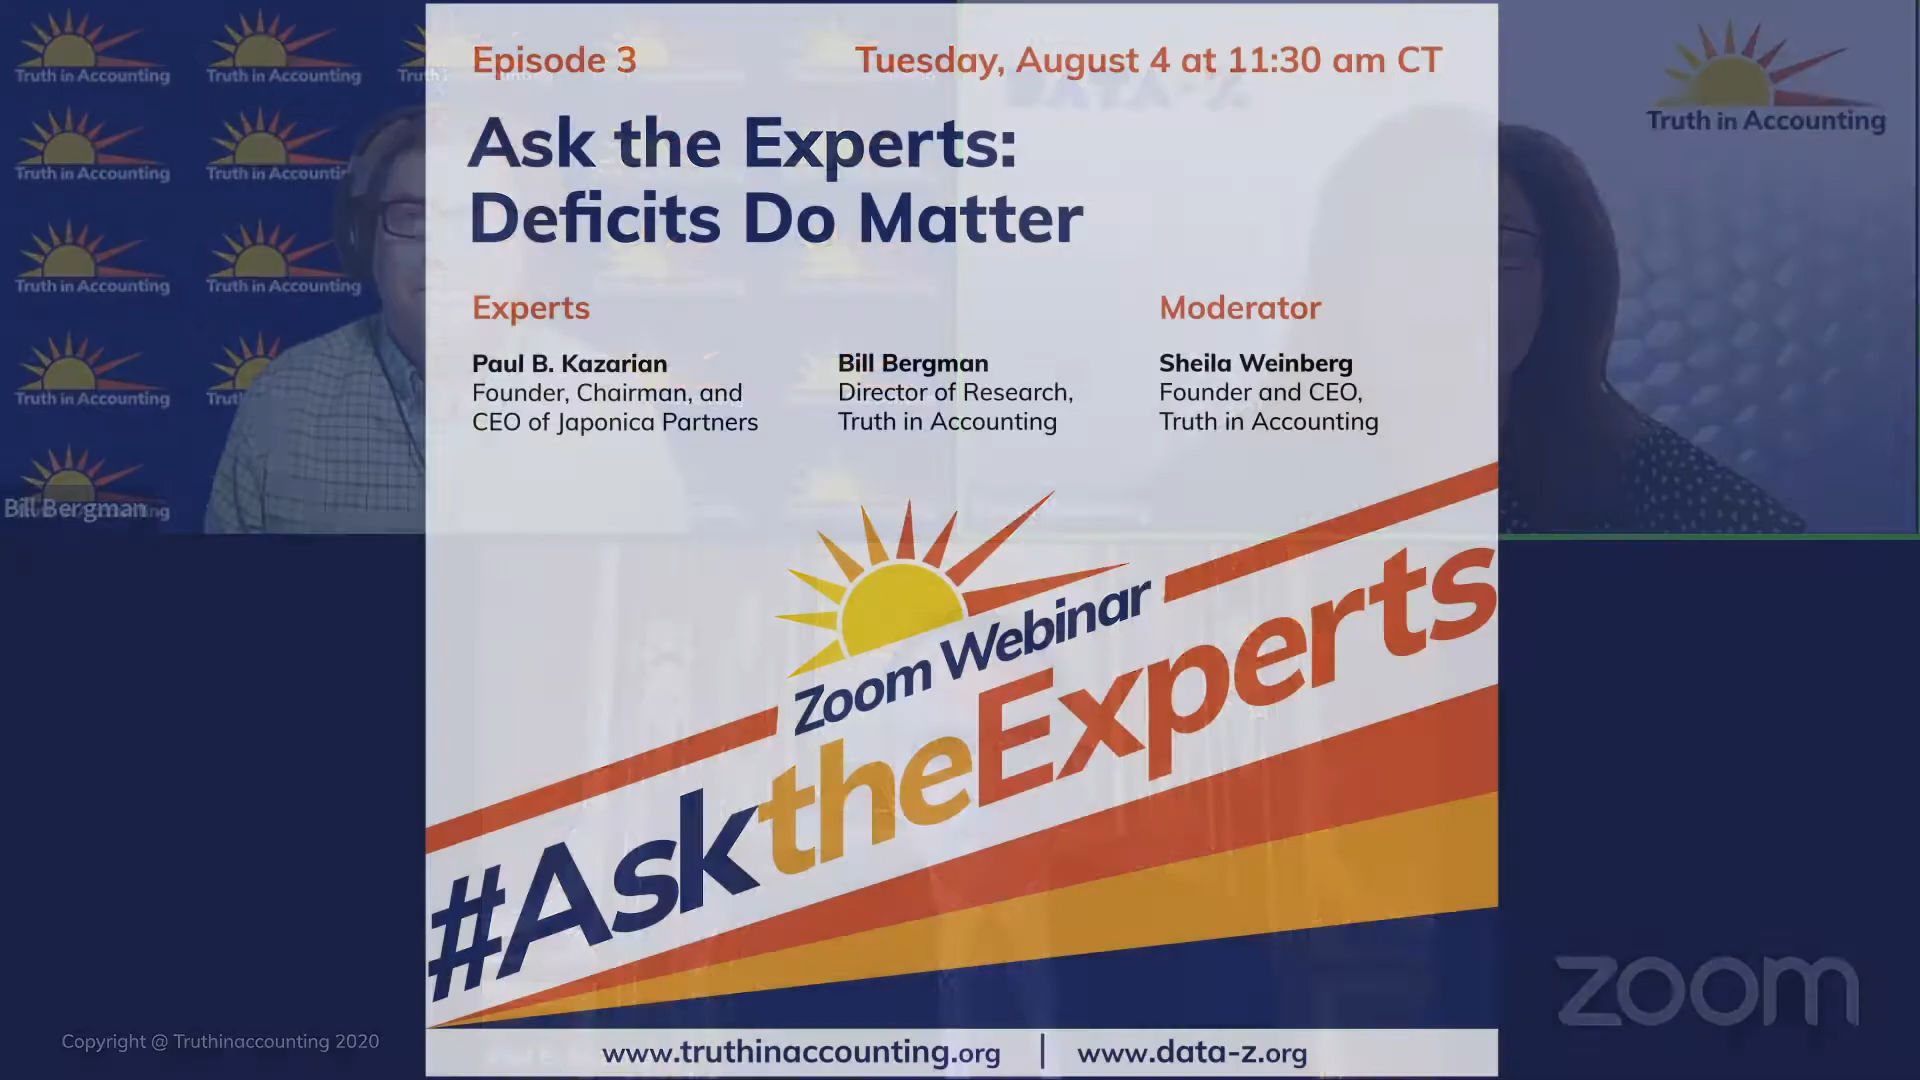 Episode 3
Tuesday, August 4 at 11:30 am CT
Ask the Experts:
Deficits Do Matter
Experts
Moderator
Paul B. Kazarian
Founder, Chairman, and
CEO of Japonica Partners
Bill Bergman
Director of Research,
Truth in Accounting
Sheila Weinberg
Founder and CEO,
Truth in Accounting
Zoom Webinar
#AsktheExperts
www.truthinaccounting.org | www.data-z.org
Truth in Accounting
Truth in Accounting
Truth in Accounting
Truth in Accounting
Truth in Accounting
Truth in Accounting
Truth in Accounting
Truth in Accounting
Bill Bergman
DATA-Z
zoom
Copyright @ Truthinaccounting 2020